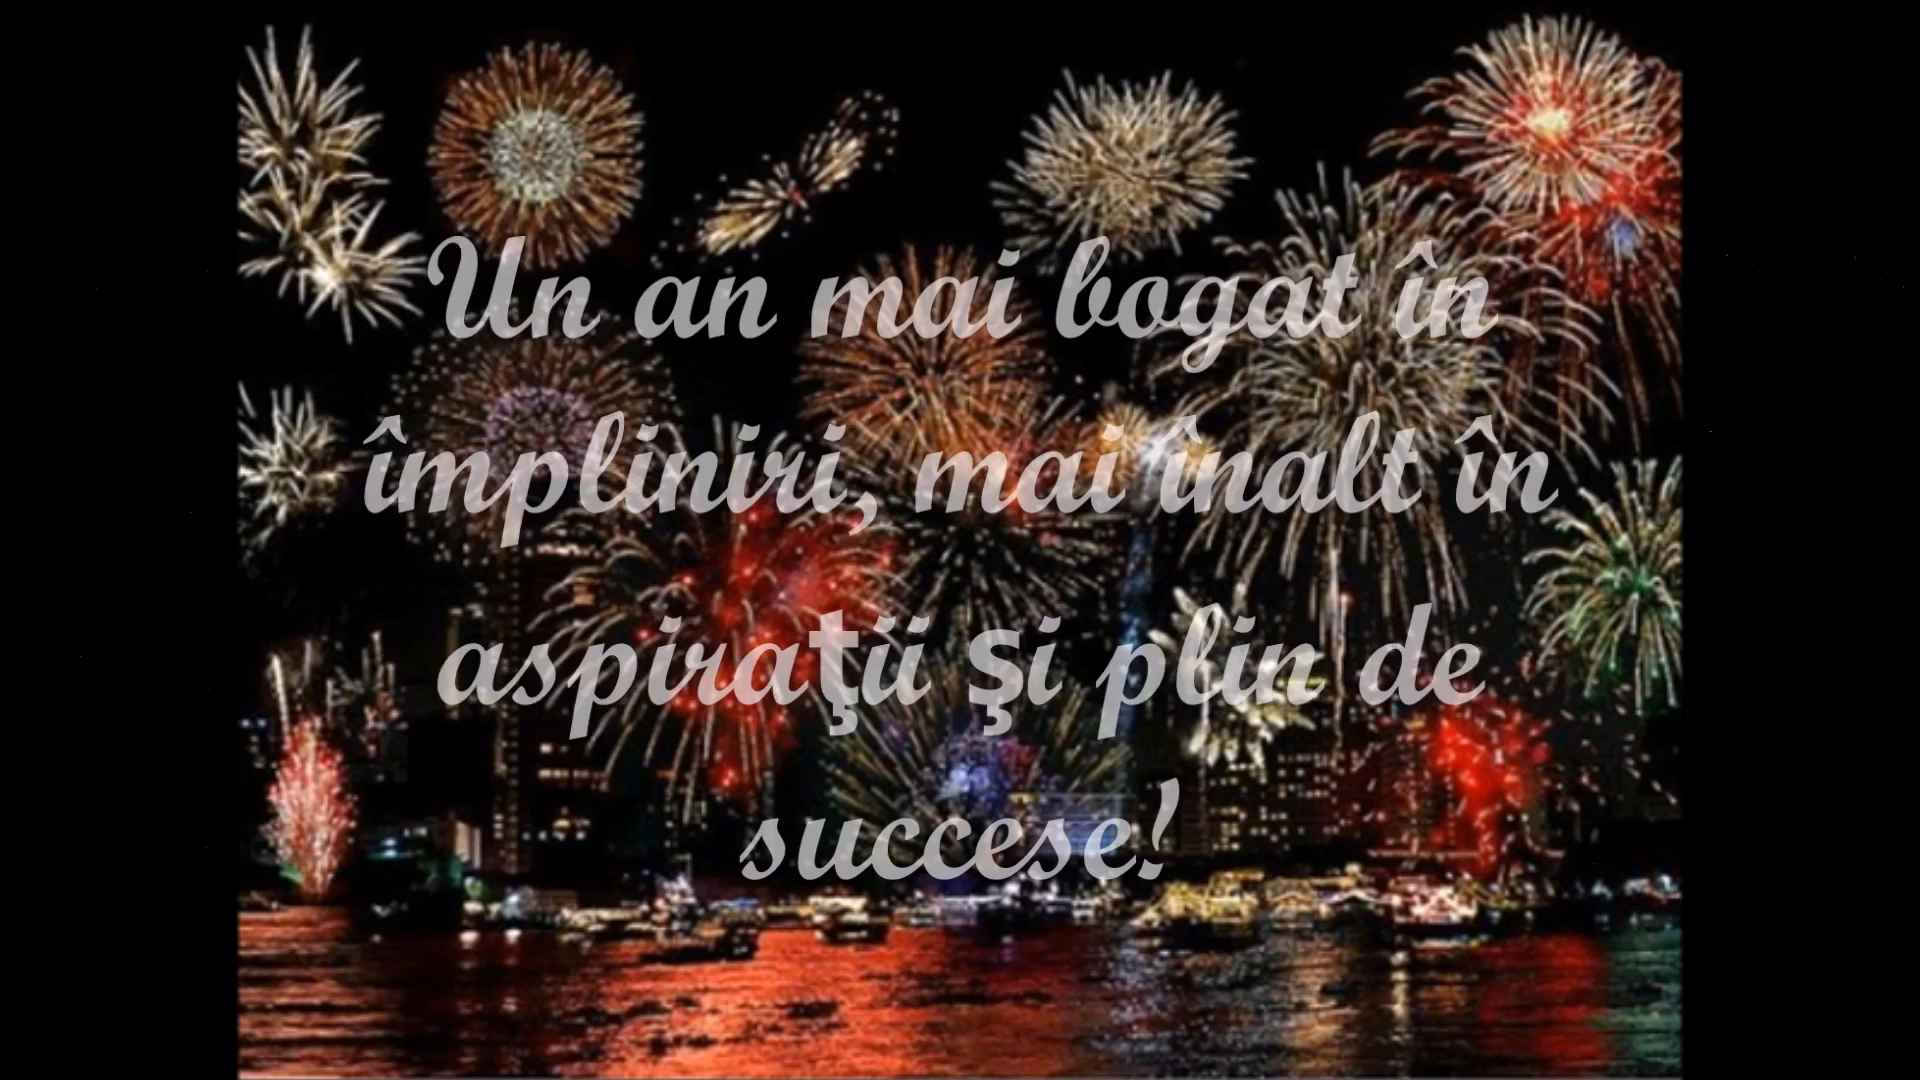 Un an mai bogat în
împliniri, mai înalt în
aspiraţii şi plin de
succese!